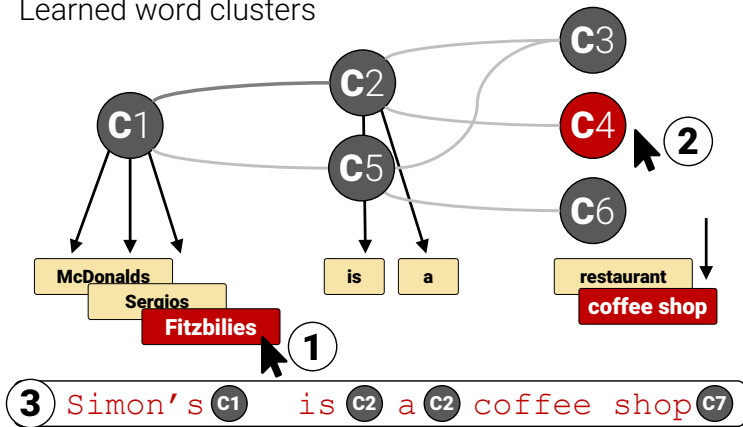 Learned word clusters
C3
C2
C1
C4
2
C5
C6
McDonalds
is
a
restaurant
Sergios
coffee shop
Fitzbilies
1
3 Simon's C1 is C2 a C2 coffee shop C7